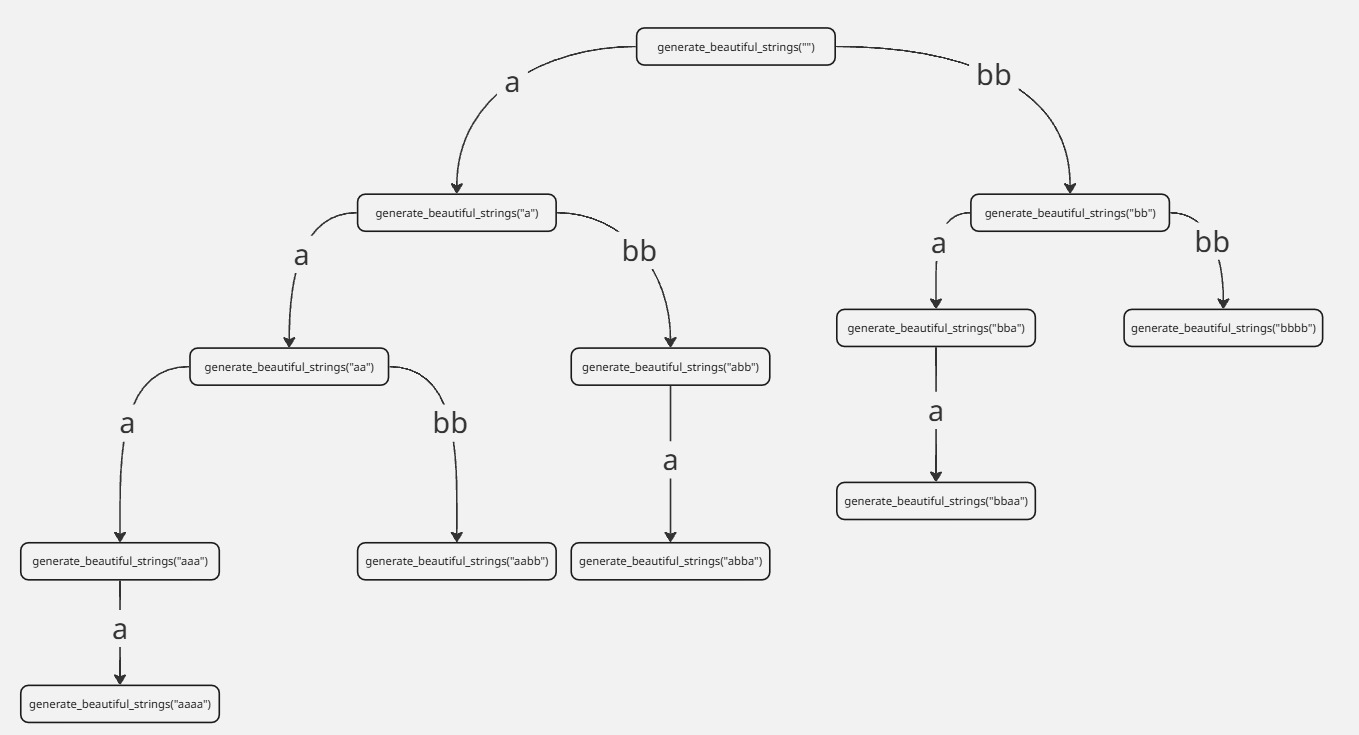 generate_beautiful_strings("")
a
bb
generate_beautiful_strings("a")
generate_beautiful_strings("bb")
a
bb
a
bb
generate_beautiful_strings("bba")
generate_beautiful_strings("bbbb")
generate_beautiful_strings("aa")
generate_beautiful_strings("abb")
a
bb
a
a
generate_beautiful_strings("bbaa")
generate_beautiful_strings("aaa")
generate_beautiful_strings("aabb")
generate_beautiful_strings("abba")
a
generate_beautiful_strings("aaaa")